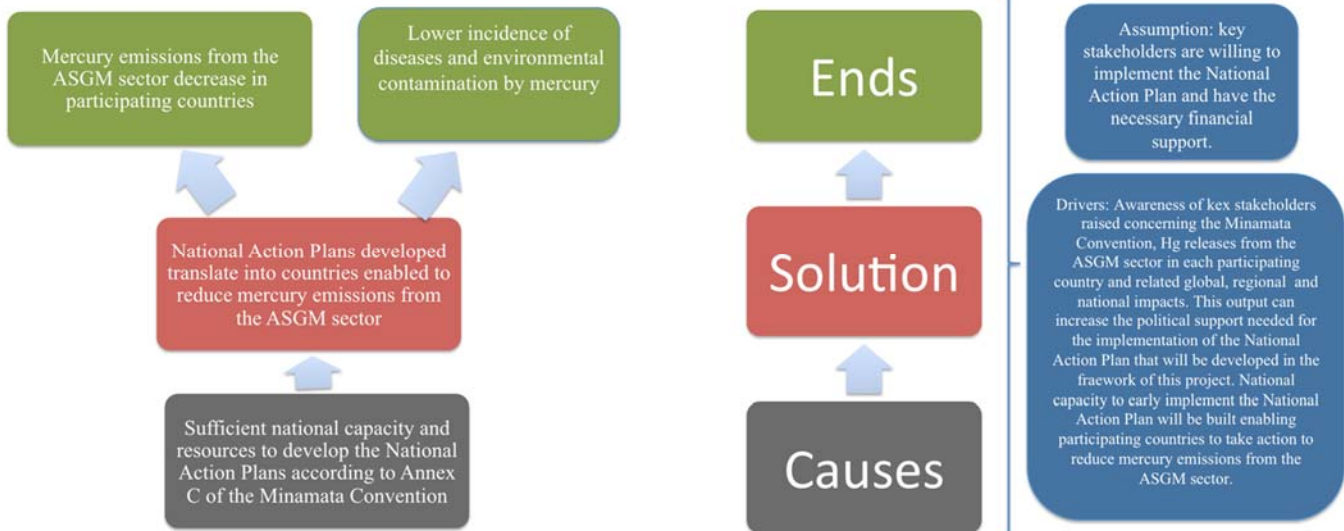 Mercury emissions from the
ASGM sector decrease in
participating countries
Lower incidence of
diseases and environmental
contamination by mercury
National Action Plans developed
translate into countries enabled to
reduce mercury emissions from
the ASGM sector
Sufficient national capacity and
resources to develop the National
Action Plans according to Annex
C of the Minamata Convention
Ends
Solution
Causes
Assumption: key
stakeholders are willing to
implement the National
Action Plan and have the
necessary financial
support.
Drivers: Awareness of kex stakeholders
raised concerning the Minamata
Convention, Hg releases from the
ASGM sector in each participating
country and related global, regional and
national impacts. This output can
increase the political support needed for
the implementation of the National
Action Plan that will be developed in the
fraework of this project. National
capacity to early implement the National
Action Plan will be built enabling
participating countries to take action to
reduce mercury emissions from the
ASGM sector.